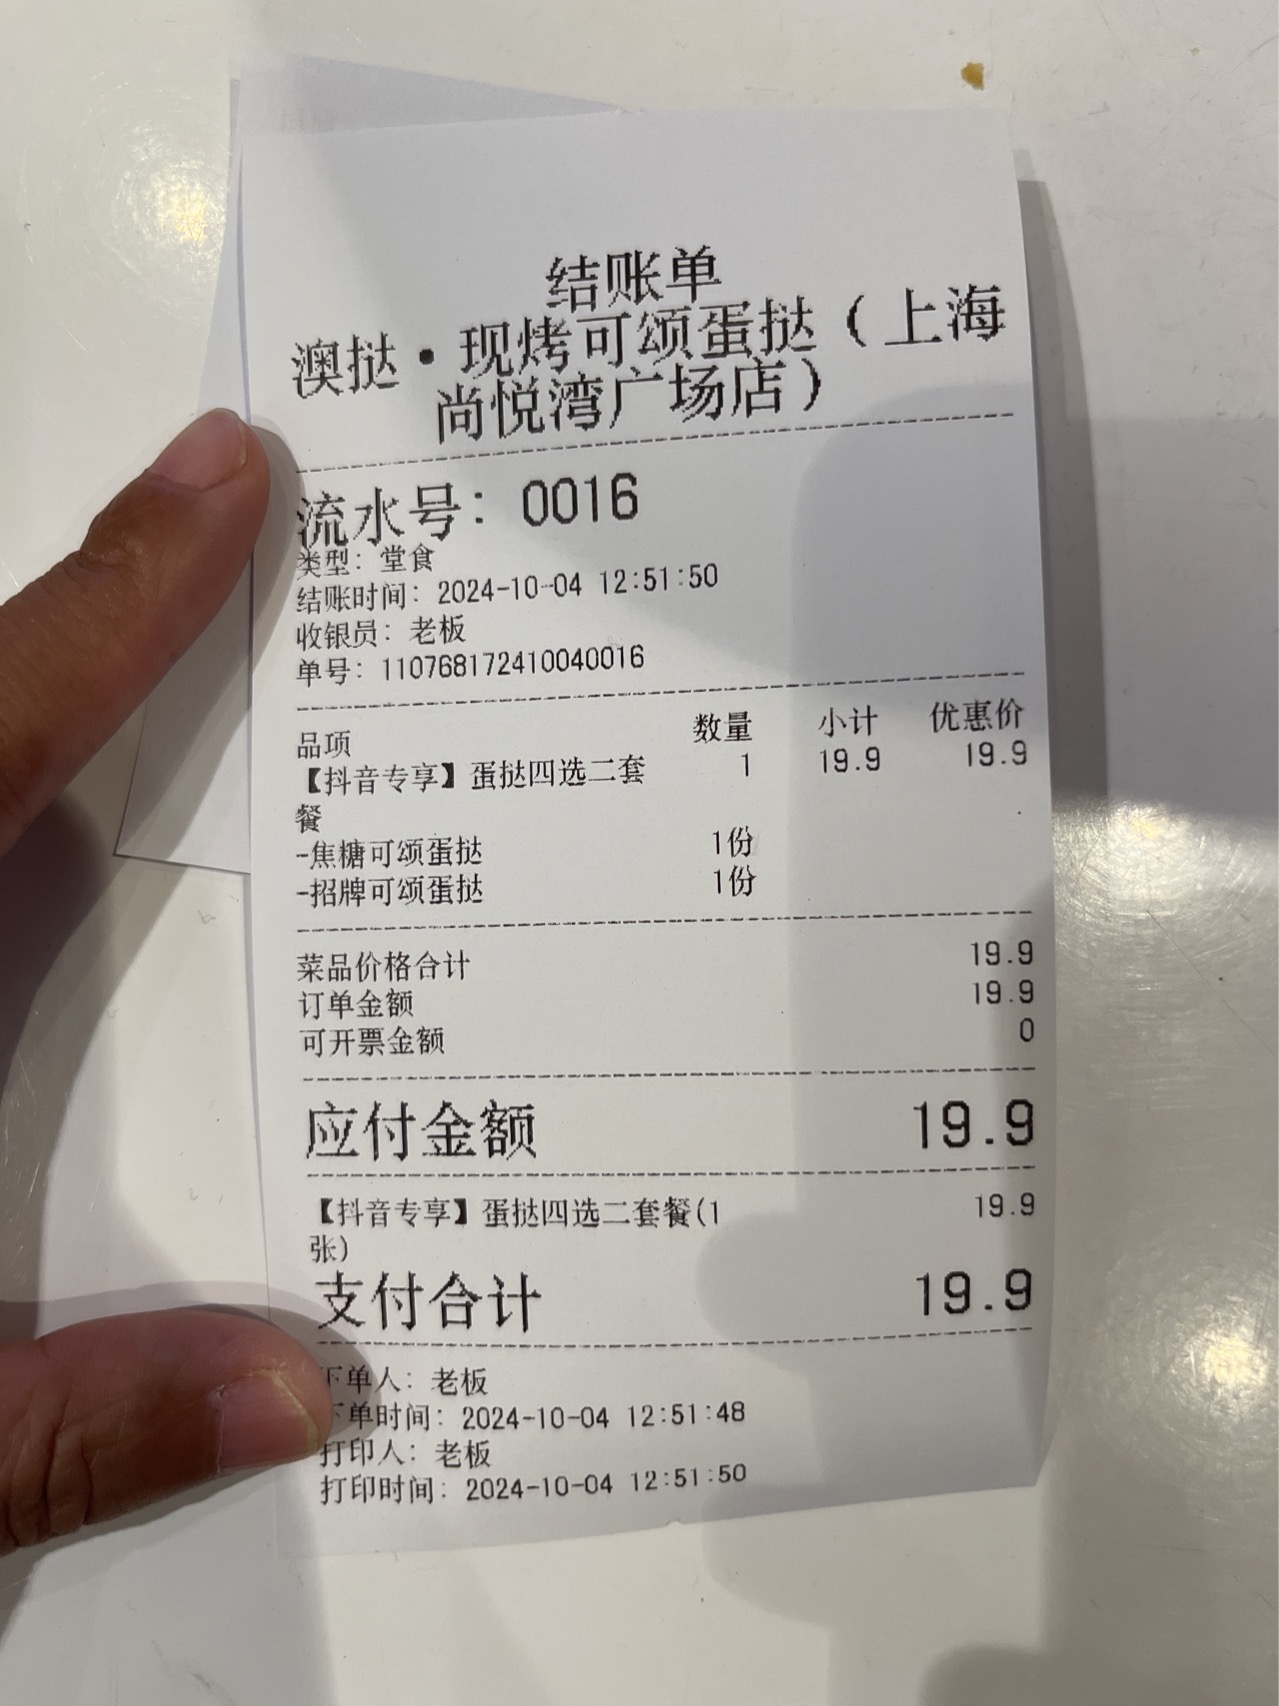 结账单
澳挞·现烤可颂蛋挞（上海
尚悦湾广场店）
流水号：0016
类型：堂食
结账时间：2024-10-04 12:51:50
收银员：老板
单号：110768172410040016
品项 数量 小计 优惠价
【抖音专享】蛋挞四选二套 1 19.9 19.9
餐
-焦糖可颂蛋挞 1份
-招牌可颂蛋挞 1份
菜品价格合计 19.9
订单金额 19.9
可开票金额 0
应付金额 19.9
【抖音专享】蛋挞四选二套餐(1 19.9
张)
支付合计 19.9
下单人：老板
下单时间：2024-10-04 12:51:48
打印人：老板
打印时间：2024-10-04 12:51:50